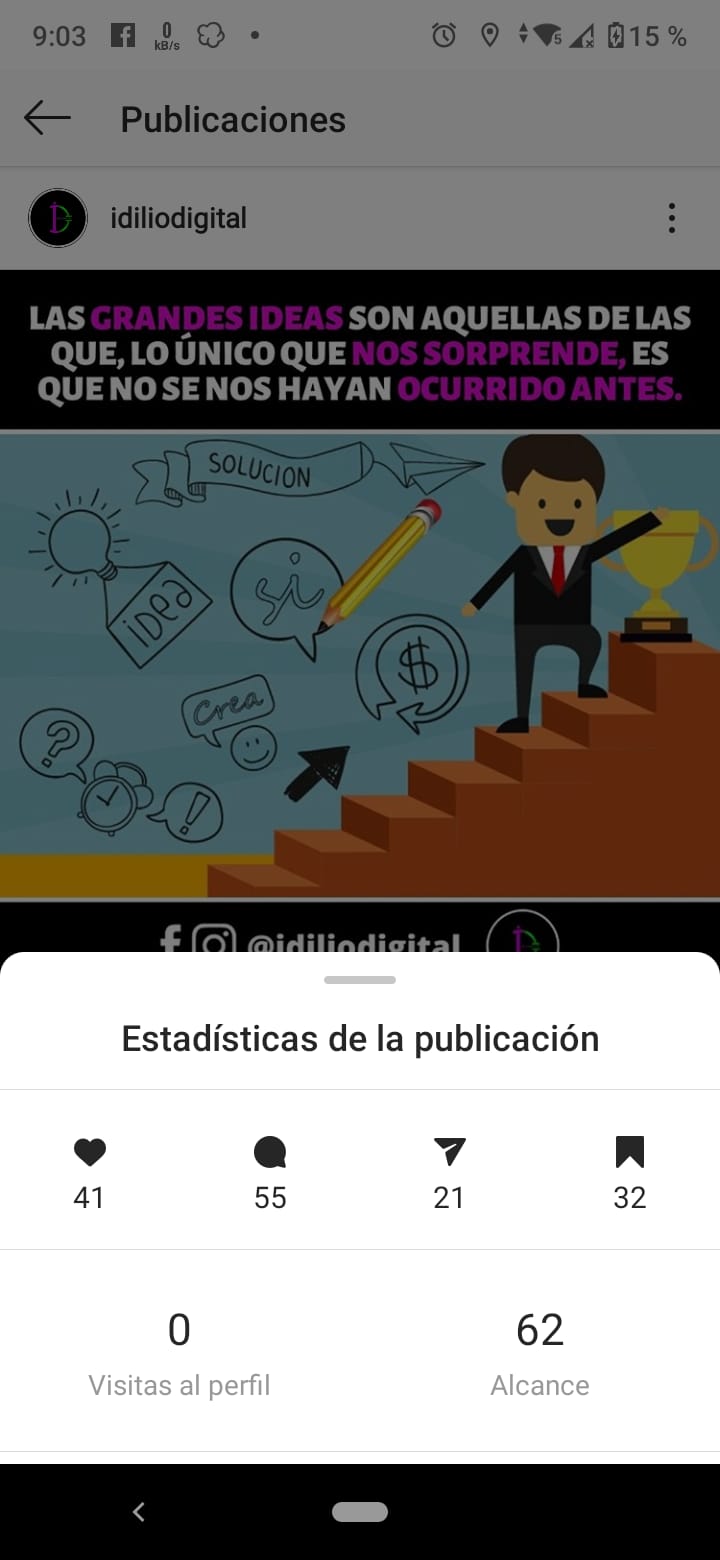 9:03
0
kB/s
5
15 %
Publicaciones
idiliodigital
LAS GRANDES IDEAS SON AQUELLAS DE LAS
QUE, LO ÚNICO QUE NOS SORPRENDE, ES
QUE NO SE NOS HAYAN OCURRIDO ANTES.
SOLUCION
idea
si
$
Crea
?
!
@idiliodigital
Estadísticas de la publicación
41
55
21
32
0
62
Visitas al perfil
Alcance